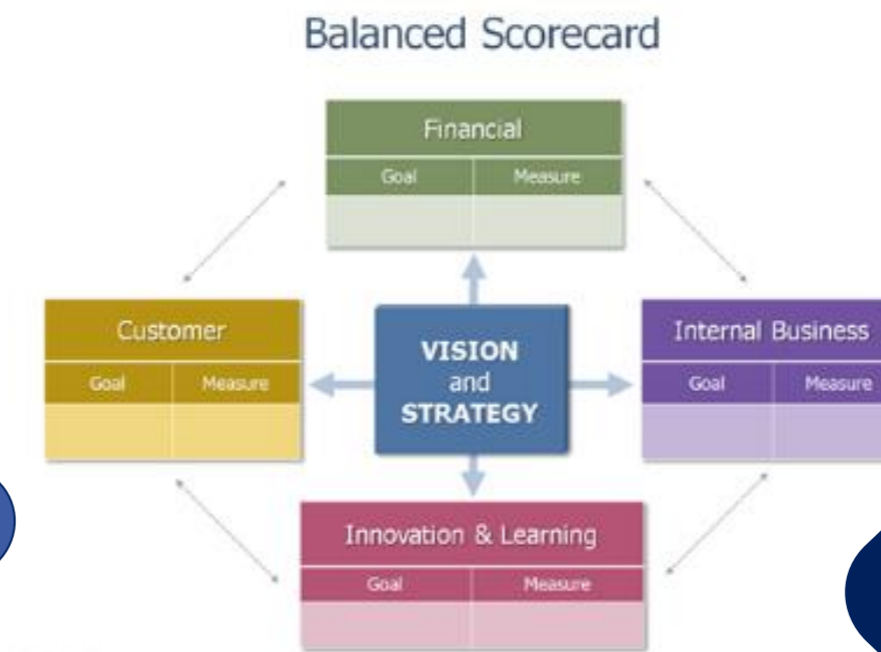 Balanced Scorecard
Financial
Goal Measure
Customer
Goal Measure
VISION
and
STRATEGY
Internal Business
Goal Measure
Innovation & Learning
Goal Measure